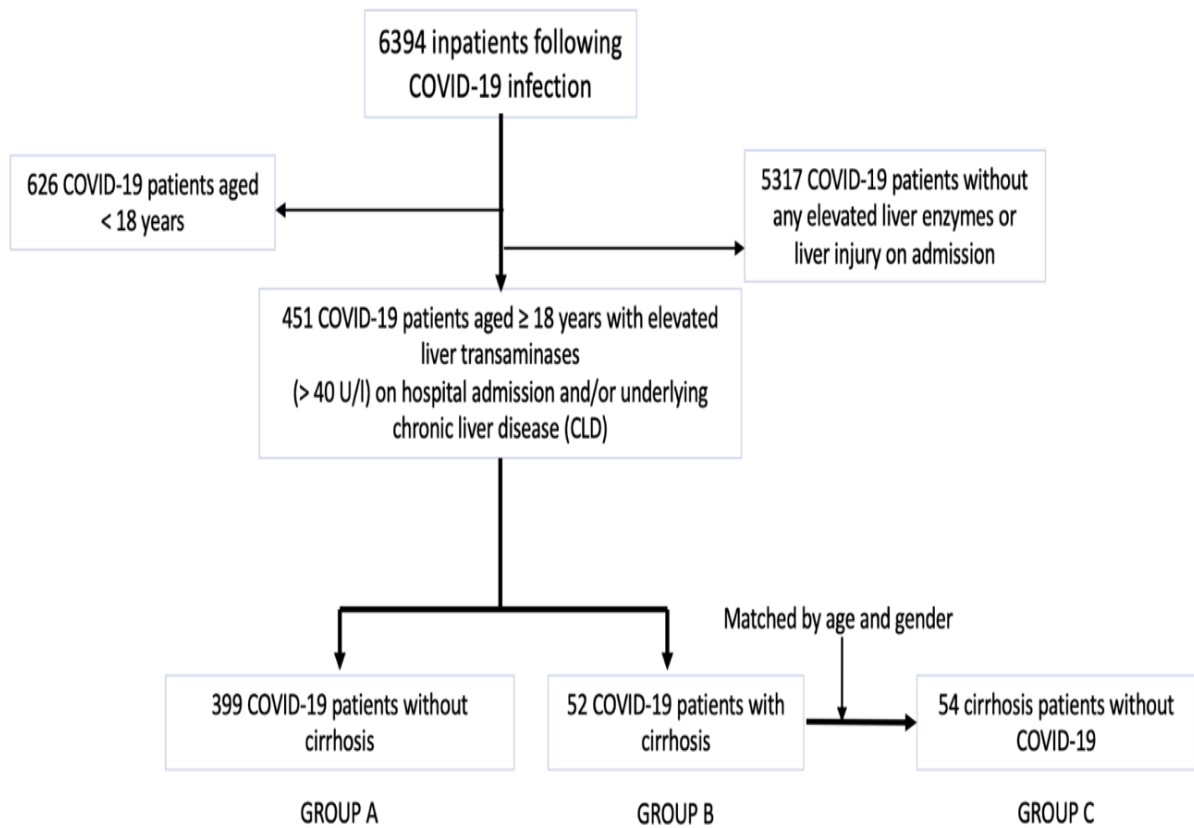 6394 inpatients following
COVID-19 infection
626 COVID-19 patients aged
< 18 years
5317 COVID-19 patients without
any elevated liver enzymes or
liver injury on admission
451 COVID-19 patients aged ≥ 18 years with elevated
liver transaminases
(> 40 U/l) on hospital admission and/or underlying
chronic liver disease (CLD)
Matched by age and gender
399 COVID-19 patients without
cirrhosis
52 COVID-19 patients with
cirrhosis
54 cirrhosis patients without
COVID-19
GROUP A
GROUP B
GROUP C